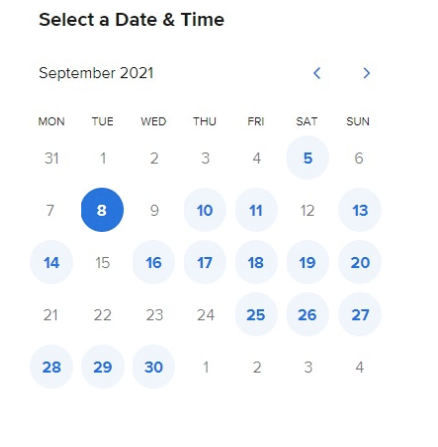 Select a Date & Time
September 2021
MON TUE WED THU FRI SAT SUN
31 1 2 3 4 5 6
7 8 9 10 11 12 13
14 15 16 17 18 19 20
21 22 23 24 25 26 27
28 29 30 1 2 3 4